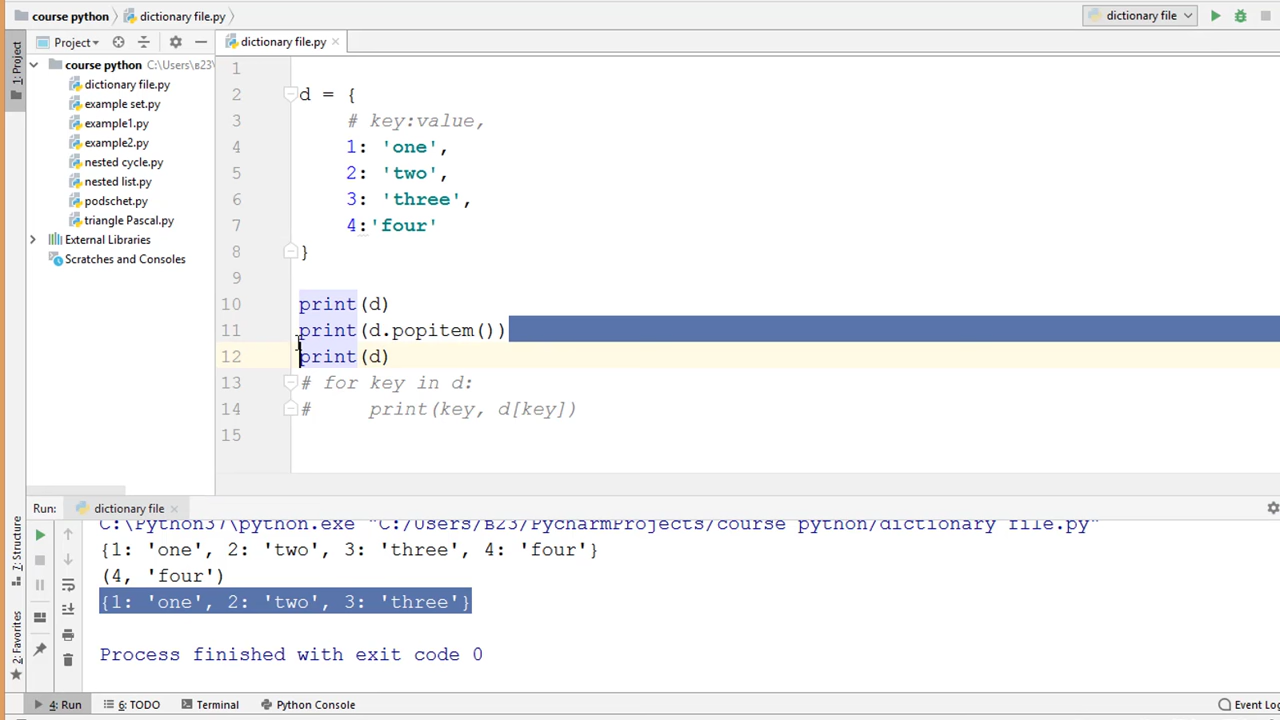 course python dictionary file.py dictionary file
1: Project Project dictionary file.py
course python C:\Users\в23\
dictionary file.py
example set.py
example1.py
example2.py
nested cycle.py
nested list.py
podschet.py
triangle Pascal.py
External Libraries
Scratches and Consoles
1
2 d = {
3 # key:value,
4 1: 'one',
5 2: 'two',
6 3: 'three',
7 4:'four'
8 }
9
10 print(d)
11 print(d.popitem())
12 print(d)
13 # for key in d:
14 # print(key, d[key])
15
Run: dictionary file
C:\Python37\python.exe "C:/Users/в23/PycharmProjects/course python/dictionary file.py"
{1: 'one', 2: 'two', 3: 'three', 4: 'four'}
(4, 'four')
{1: 'one', 2: 'two', 3: 'three'}
Process finished with exit code 0
7: Structure
2: Favorites
4: Run 6: TODO Terminal Python Console Event Log